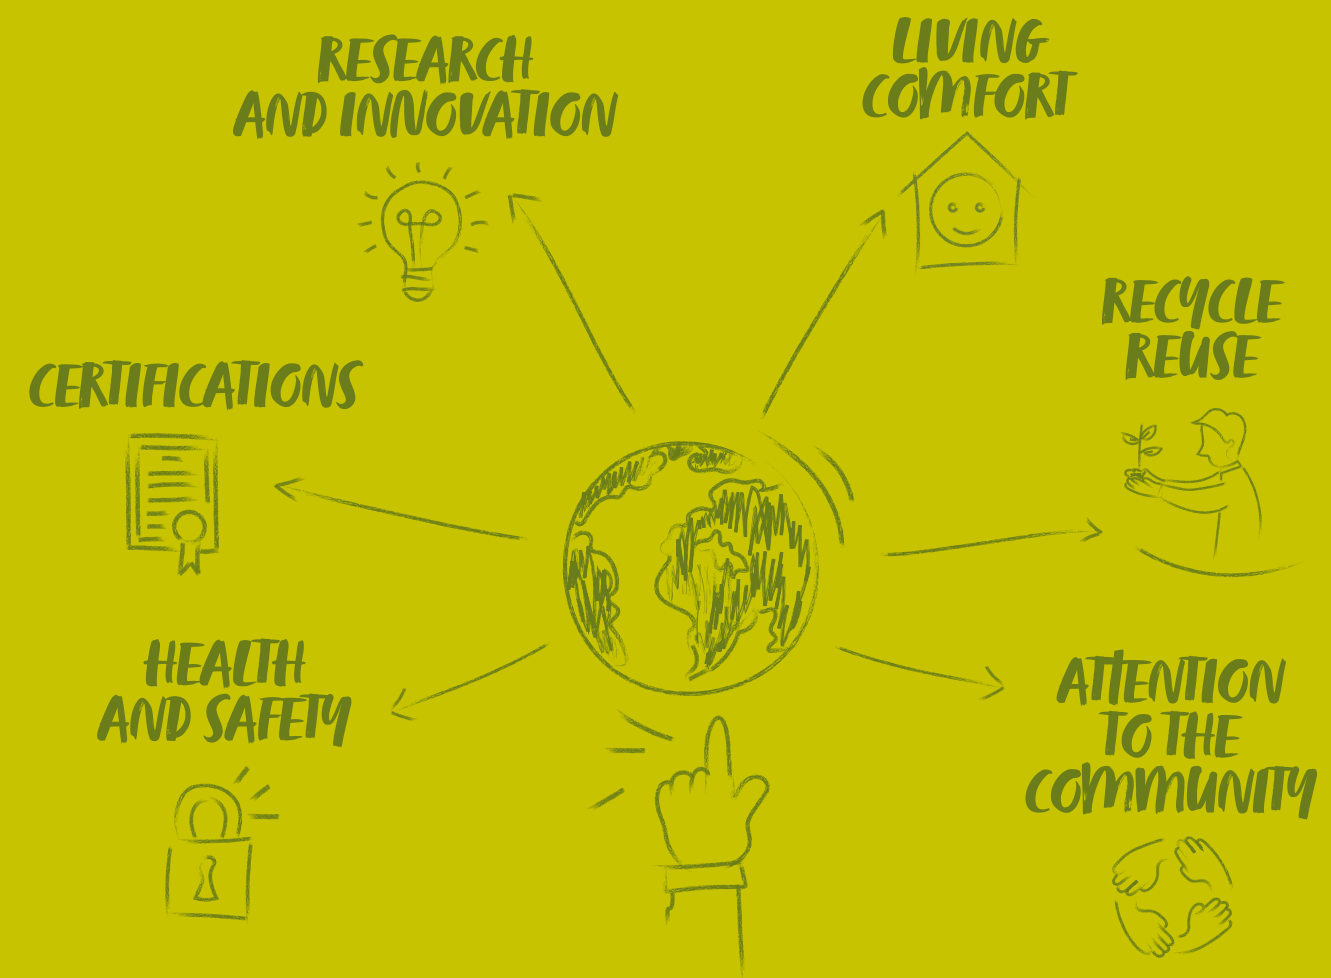 RESEARCH
AND INNOVATION
LIVING
COMFORT
RECYCLE
REUSE
CERTIFICATIONS
HEALTH
AND SAFETY
ATTENTION
TO THE
COMMUNITY